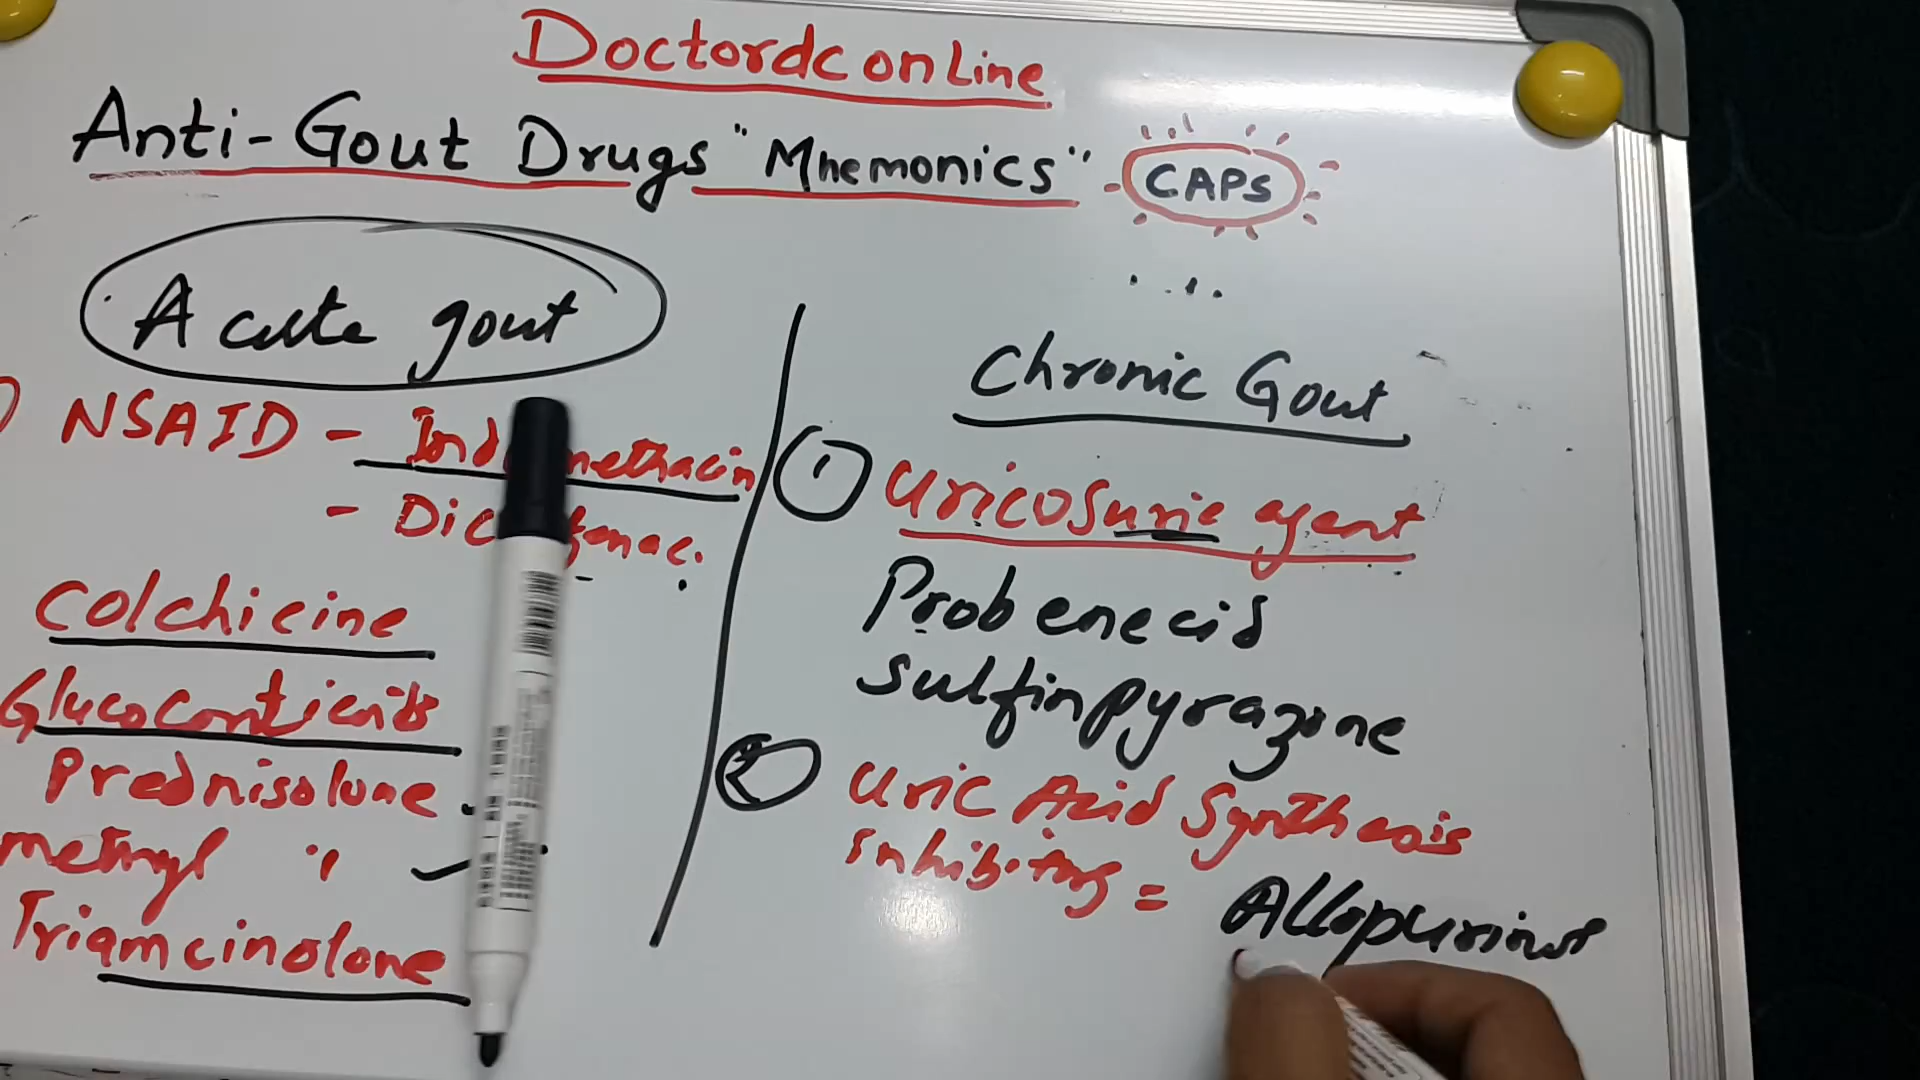 Doctordconline
Anti-Gout Drugs "Mnemonics" CAPS
Acute gout
NSAID - Indomethacin
- Diclofenac.
Colchicine
Glucocorticoids
Prednisolone
methyl "
Triamcinolone
Chronic Gout
1 Uricosuric agent
Probenecid
Sulfinpyrazone
2 Uric Acid Synthesis
inhibiting = Allopurinol